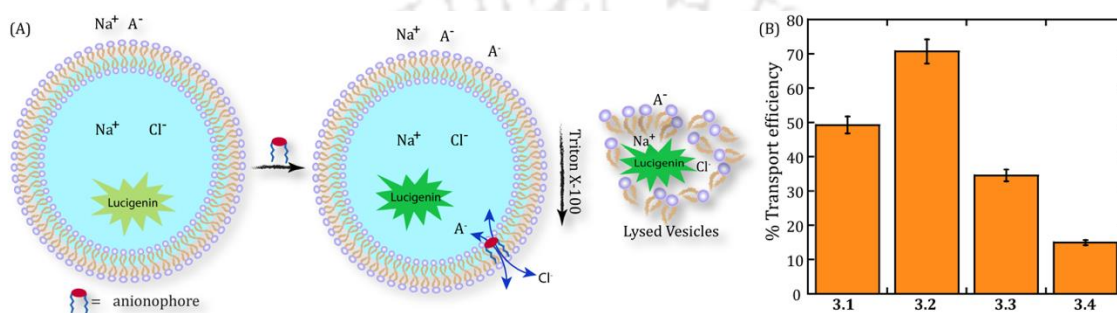 (A)
Na⁺ A⁻
Na⁺ Cl⁻
Lucigenin
= anionophore
Na⁺ A⁻ A⁻
Na⁺ Cl⁻
Lucigenin
A⁻
Cl⁻
Triton X-100
A⁻
Na⁺
Lucigenin
Cl⁻
Lysed Vesicles
(B)
% Transport efficiency
80
70
60
50
40
30
20
10
0
3.1 3.2 3.3 3.4